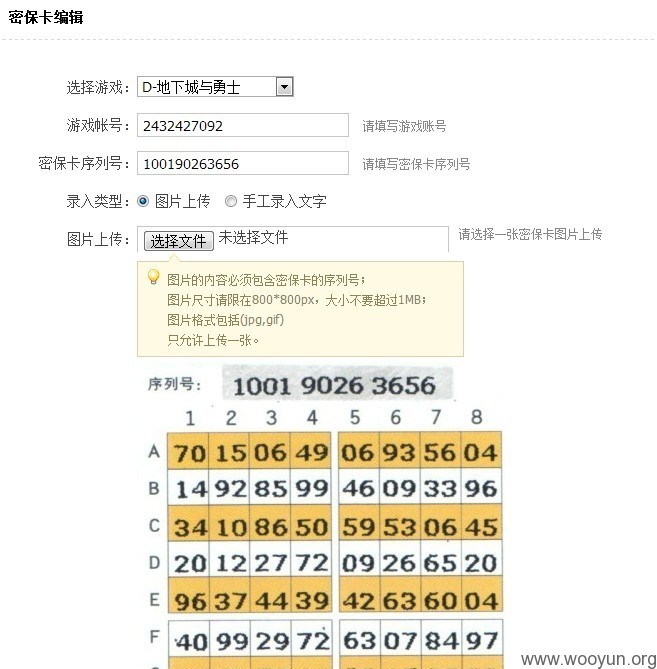 密保卡编辑
选择游戏： D-地下城与勇士
游戏帐号： 2432427092 请填写游戏账号
密保卡序列号： 100190263656 请填写密保卡序列号
录入类型： 图片上传 手工录入文字
图片上传： 选择文件 未选择文件 请选择一张密保卡图片上传
图片的内容必须包含密保卡的序列号；
图片尺寸请限在800*800px，大小不要超过1MB；
图片格式包括(jpg,gif)
只允许上传一张。
序列号： 1001 9026 3656
1 2 3 4 5 6 7 8
A 70 15 06 49 06 93 56 04
B 14 92 85 99 46 09 33 96
C 34 10 86 50 59 53 06 45
D 20 12 27 72 09 26 65 20
E 96 37 44 39 42 63 60 04
F 40 99 29 72 63 07 84 97
www.wooyun.org